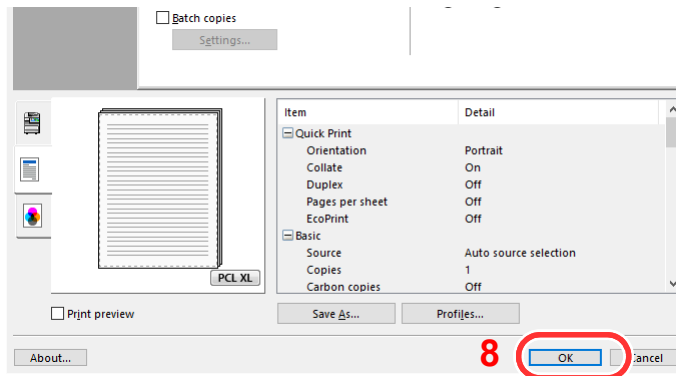 Batch copies
Settings...
Item Detail
Quick Print
Orientation Portrait
Collate On
Duplex Off
Pages per sheet Off
EcoPrint Off
Basic
Source Auto source selection
Copies 1
Carbon copies Off
PCL XL
Print preview
Save As... Profiles...
About... 8 OK Cancel